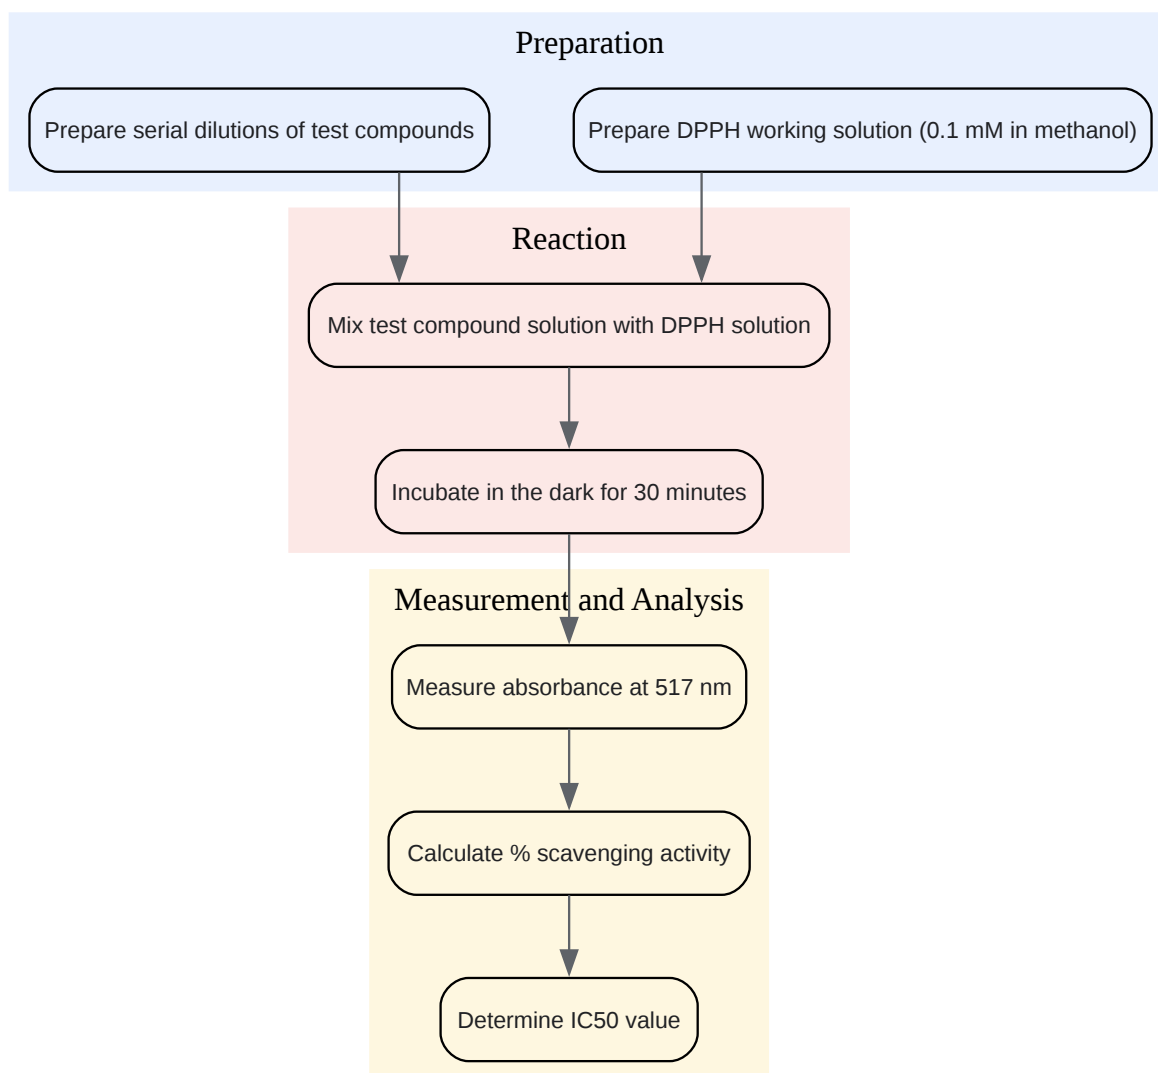 Preparation
Prepare serial dilutions of test compounds
Prepare DPPH working solution (0.1 mM in methanol)
Reaction
Mix test compound solution with DPPH solution
Incubate in the dark for 30 minutes
Measurement and Analysis
Measure absorbance at 517 nm
Calculate % scavenging activity
Determine IC50 value